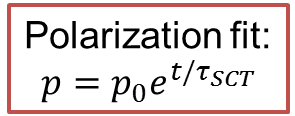 Polarization fit:
𝑝 = 𝑝₀𝑒^{𝑡/𝜏_{𝑆𝐶𝑇}}